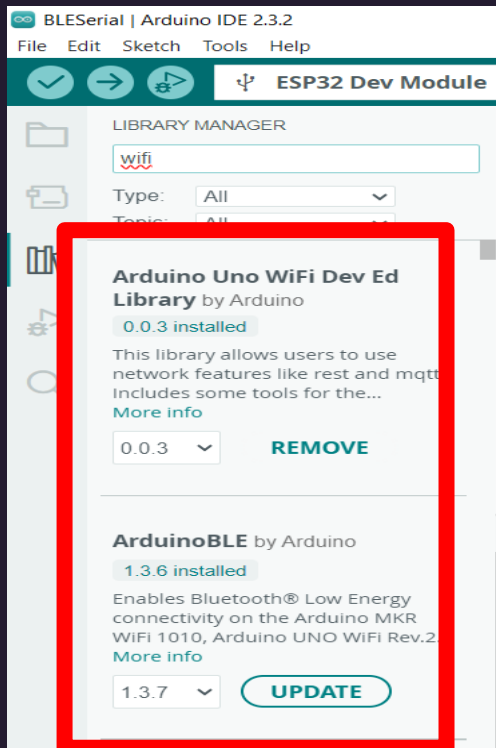 BLESerial | Arduino IDE 2.3.2
File Edit Sketch Tools Help
ESP32 Dev Module
LIBRARY MANAGER
wifi
Type: All
Topic: All
Arduino Uno WiFi Dev Ed
Library by Arduino
0.0.3 installed
This library allows users to use
network features like rest and mqtt
Includes some tools for the...
More info
0.0.3 REMOVE
ArduinoBLE by Arduino
1.3.6 installed
Enables Bluetooth® Low Energy
connectivity on the Arduino MKR
WiFi 1010, Arduino UNO WiFi Rev.2
More info
1.3.7 UPDATE